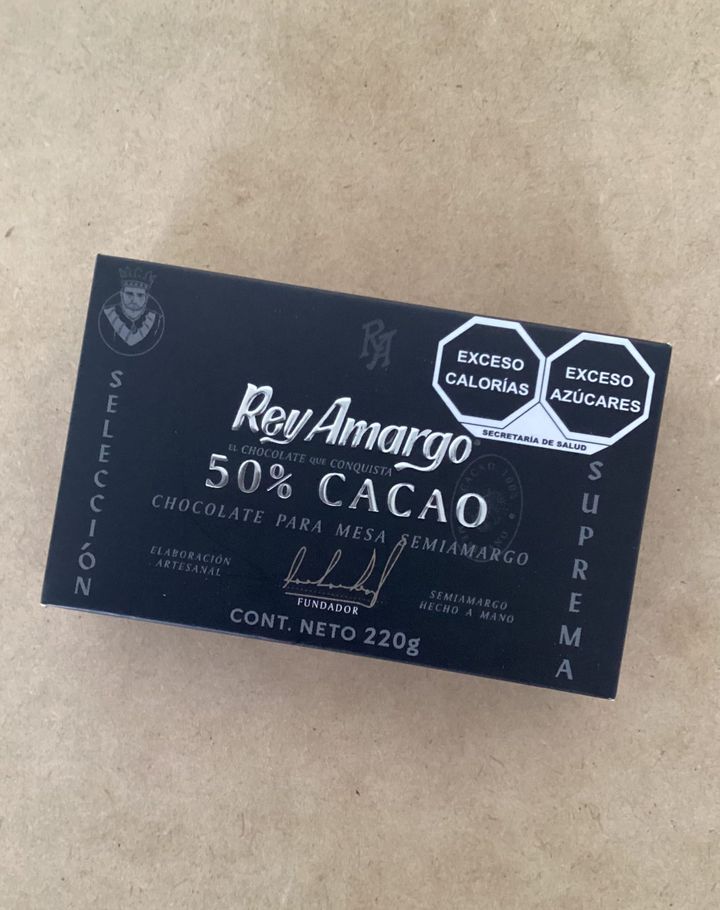 RA
EXCESO
CALORÍAS
EXCESO
AZÚCARES
SECRETARÍA DE SALUD
SELECCIÓN
Rey Amargo
EL CHOCOLATE QUE CONQUISTA
50% CACAO
CHOCOLATE PARA MESA SEMIAMARGO
ELABORACIÓN
ARTESANAL
FUNDADOR
SEMIAMARGO
HECHO A MANO
CONT. NETO 220g
SUPREMA